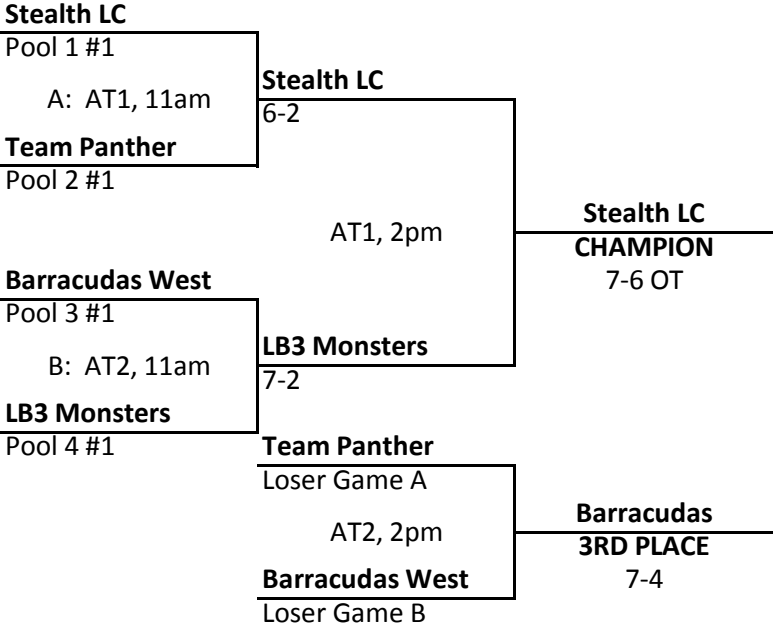 Stealth LC
Pool 1 #1
A: AT1, 11am
Team Panther
Pool 2 #1
Stealth LC
6-2
AT1, 2pm
Stealth LC
CHAMPION
7-6 OT
Barracudas West
Pool 3 #1
B: AT2, 11am
LB3 Monsters
Pool 4 #1
LB3 Monsters
7-2
Team Panther
Loser Game A
AT2, 2pm
Barracudas West
Loser Game B
Barracudas
3RD PLACE
7-4